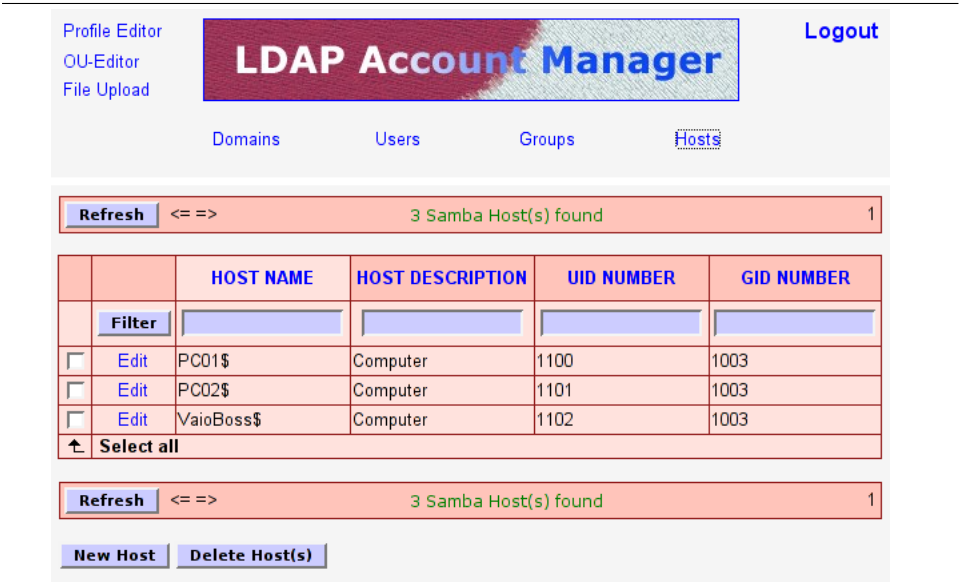 Profile Editor
OU-Editor
File Upload
LDAP Account Manager
Logout
Domains Users Groups Hosts
Refresh <= => 3 Samba Host(s) found 1
HOST NAME HOST DESCRIPTION UID NUMBER GID NUMBER
Filter
Edit PC01$ Computer 1100 1003
Edit PC02$ Computer 1101 1003
Edit VaioBoss$ Computer 1102 1003
Select all
Refresh <= => 3 Samba Host(s) found 1
New Host Delete Host(s)